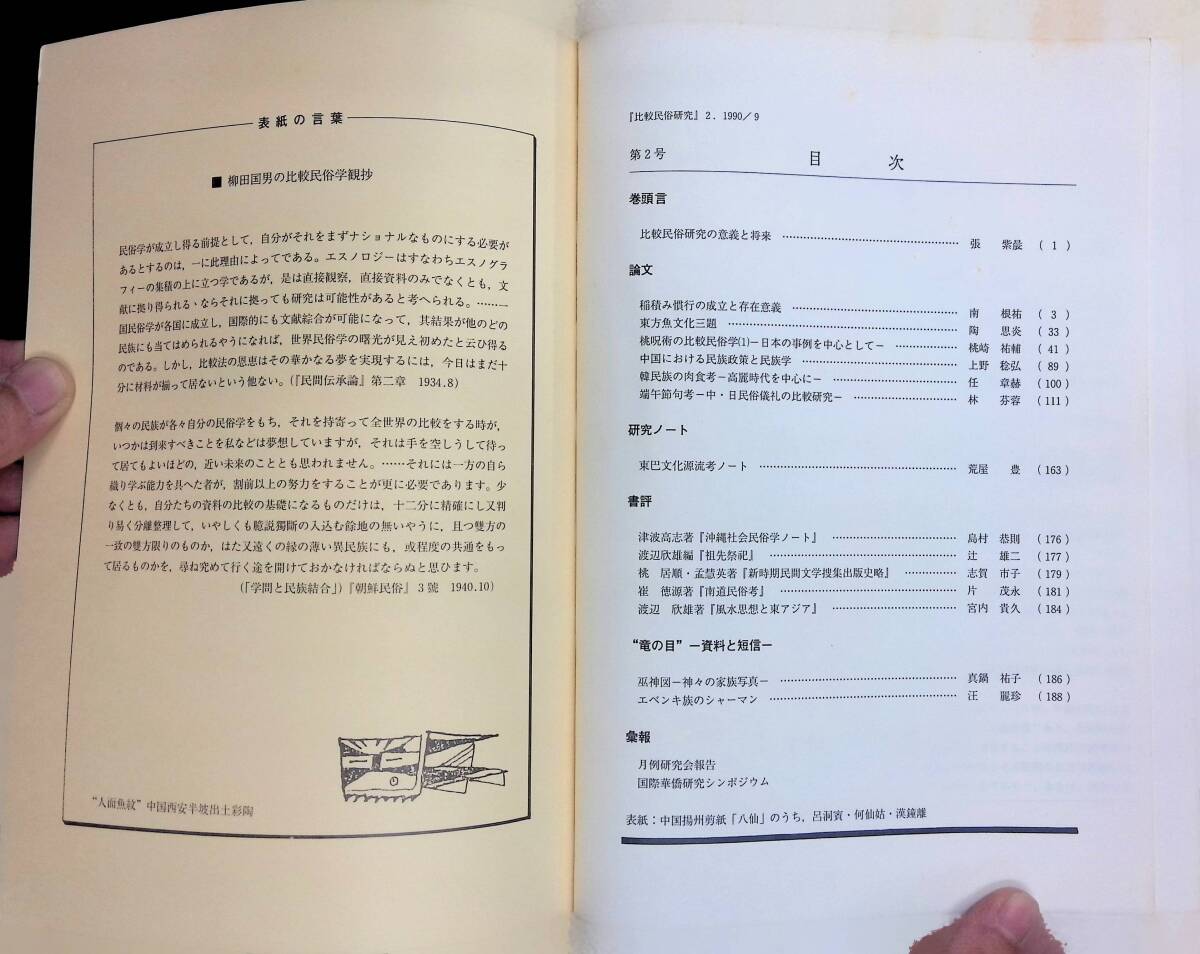 表紙の言葉
■ 柳田国男の比較民俗学観抄
民俗学が成立し得る前提として，自分がそれをまずナショナルなものにする必要が
あるとするのは，一に此理由によってである。エスノロジーはすなわちエスノグラ
フィーの集積の上に立つ学であるが，是は直接観察，直接資料のみでなくとも，文
献に拠り得られる、ならそれに拠っても研究は可能性があると考へられる。……一
国民俗学が各国に成立し，国際的にも文献綜合が可能になって，其結果が他のどの
民族にも当てはめられるやうになれば，世界民俗学の曙光が見え初めたと云ひ得る
のである。しかし，比較法の恩恵はその華かなる夢を実現するには，今日はまだ十
分に材料が揃って居ないという他ない。（『民間伝承論』第二章　1934.8）
個々の民族が各々自分の民俗学をもち，それを持寄って全世界の比較をする時が，
いつかは到来すべきことを私などは夢想していますが，それは手を空しうして待っ
て居てもよいほどの，近い未来のこととも思われません。……それには一方の自ら
織り学ぶ能力を具へた者が，割前以上の努力をすることが更に必要であります。少
なくとも，自分たちの資料の比較の基礎になるものだけは，十二分に精確にし又判
り易く分離整理して，いやしくも臆説獨斷の入込む餘地の無いやうに，且つ雙方の
一致の雙方限りのものか，はた又遠くの縁の薄い異民族にも，或程度の共通をもっ
て居るものかを，尋ね究めて行く途を開けておかなければならぬと思ひます。
（「学問と民族結合」）『朝鮮民俗』3號　1940.10）
“人面魚紋”中国西安半坡出土彩陶
『比較民俗研究』2．1990／9
第2号　目　次
巻頭言
比較民俗研究の意義と将来 …… 張　紫晨（ 1 ）
論文
稲積み慣行の成立と存在意義 …… 南　根祐（ 3 ）
東方魚文化三題 …… 陶　思炎（ 33 ）
桃呪術の比較民俗学(1)－日本の事例を中心として－ …… 桃崎　祐輔（ 41 ）
中国における民族政策と民族学 …… 上野　稔弘（ 89 ）
韓民族の肉食考－高麗時代を中心に－ …… 任　章赫（100）
端午節句考－中・日民俗儀礼の比較研究－ …… 林　芬蓉（111）
研究ノート
東巴文化源流考ノート …… 荒屋　豊（163）
書評
津波高志著『沖縄社会民俗学ノート』 …… 島村　恭則（176）
渡辺欣雄編『祖先祭祀』 …… 辻　雄二（177）
桃　居順・孟慧英著『新時期民間文学捜集出版史略』 …… 志賀　市子（179）
崔　徳源著『南道民俗考』 …… 片　茂永（181）
渡辺　欣雄著『風水思想と東アジア』 …… 宮内　貴久（184）
“竜の目”－資料と短信－
巫神図－神々の家族写真－ …… 真鍋　祐子（186）
エベンキ族のシャーマン …… 汪　麗珍（188）
彙報
月例研究会報告
国際華僑研究シンポジウム
表紙：中国揚州剪紙「八仙」のうち，呂洞賓・何仙姑・漢鐘離